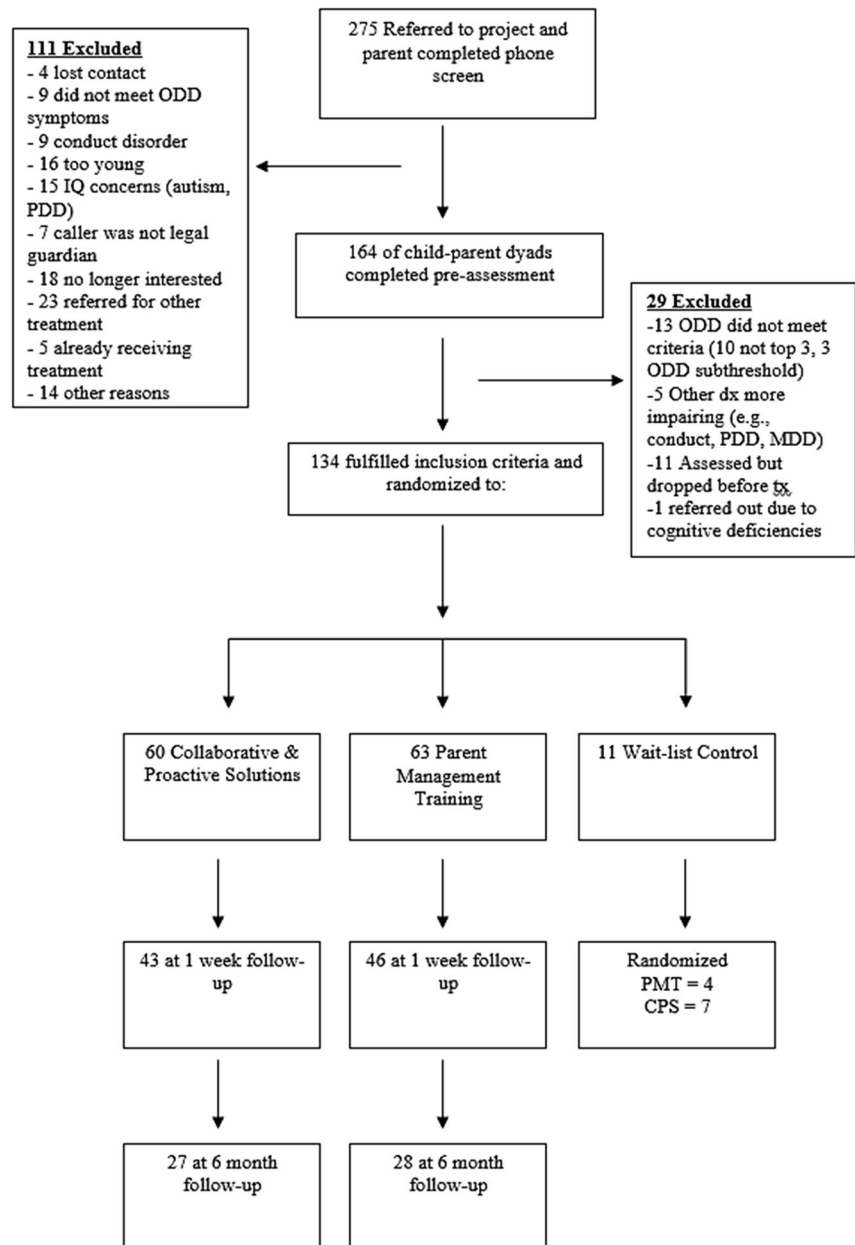 275 Referred to project and
parent completed phone
screen
111 Excluded
- 4 lost contact
- 9 did not meet ODD
symptoms
- 9 conduct disorder
- 16 too young
- 15 IQ concerns (autism,
PDD)
- 7 caller was not legal
guardian
- 18 no longer interested
- 23 referred for other
treatment
- 5 already receiving
treatment
- 14 other reasons
164 of child-parent dyads
completed pre-assessment
29 Excluded
-13 ODD did not meet
criteria (10 not top 3, 3
ODD subthreshold)
-5 Other dx more
impairing (e.g.,
conduct, PDD, MDD)
-11 Assessed but
dropped before tx
-1 referred out due to
cognitive deficiencies
134 fulfilled inclusion criteria and
randomized to:
60 Collaborative &
Proactive Solutions
63 Parent
Management
Training
11 Wait-list Control
43 at 1 week follow-
up
46 at 1 week follow-
up
Randomized
PMT = 4
CPS = 7
27 at 6 month
follow-up
28 at 6 month
follow-up